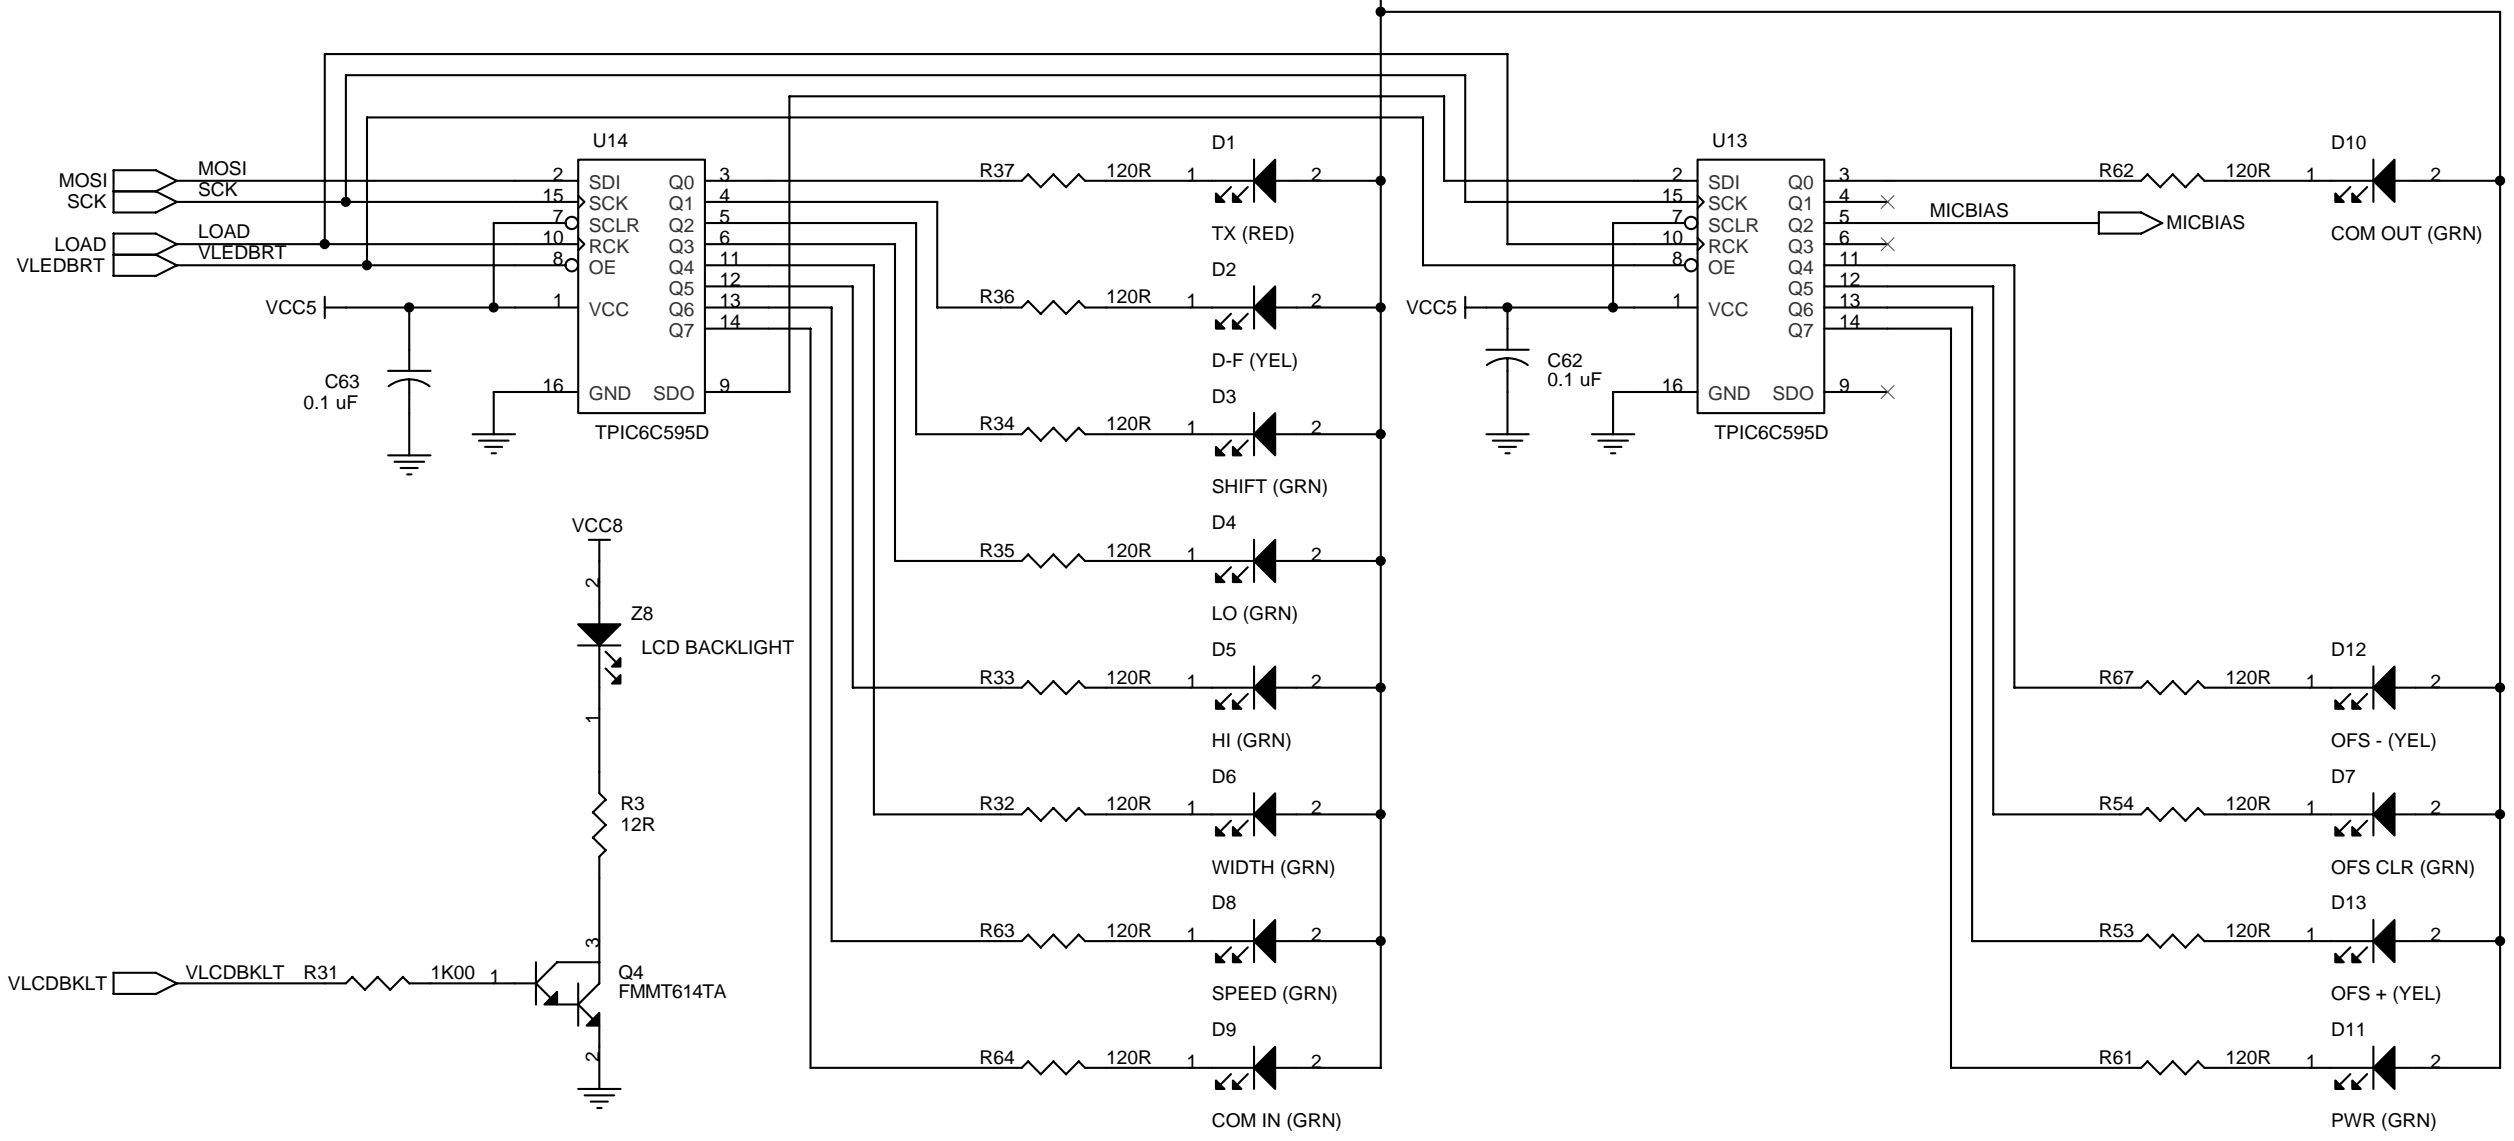 U14
MOSI
MOSI
SCK
SCK
LOAD
LOAD
VLEDBRT
VLEDBRT
2
15
7
10
8
1
16
SDI
SCK
SCLR
RCK
OE
VCC
GND
Q0
Q1
Q2
Q3
Q4
Q5
Q6
Q7
SDO
3
4
5
6
11
12
13
14
9
TPIC6C595D
VCC5
C63
0.1 uF
D1
R37 120R 1 2
TX (RED)
D2
R36 120R 1 2
D-F (YEL)
D3
R34 120R 1 2
SHIFT (GRN)
D4
R35 120R 1 2
LO (GRN)
D5
R33 120R 1 2
HI (GRN)
D6
R32 120R 1 2
WIDTH (GRN)
D8
R63 120R 1 2
SPEED (GRN)
D9
R64 120R 1 2
COM IN (GRN)
VCC8
2
Z8
LCD BACKLIGHT
1
R3
12R
3
VLCDBKLT
VLCDBKLT R31 1K00 1
Q4
FMMT614TA
2
U13
2
15
7
10
8
1
16
SDI
SCK
SCLR
RCK
OE
VCC
GND
Q0
Q1
Q2
Q3
Q4
Q5
Q6
Q7
SDO
3
4
5
6
11
12
13
14
9
TPIC6C595D
VCC5
C62
0.1 uF
MICBIAS
MICBIAS
D10
R62 120R 1 2
COM OUT (GRN)
D12
R67 120R 1 2
OFS - (YEL)
D7
R54 120R 1 2
OFS CLR (GRN)
D13
R53 120R 1 2
OFS + (YEL)
D11
R61 120R 1 2
PWR (GRN)